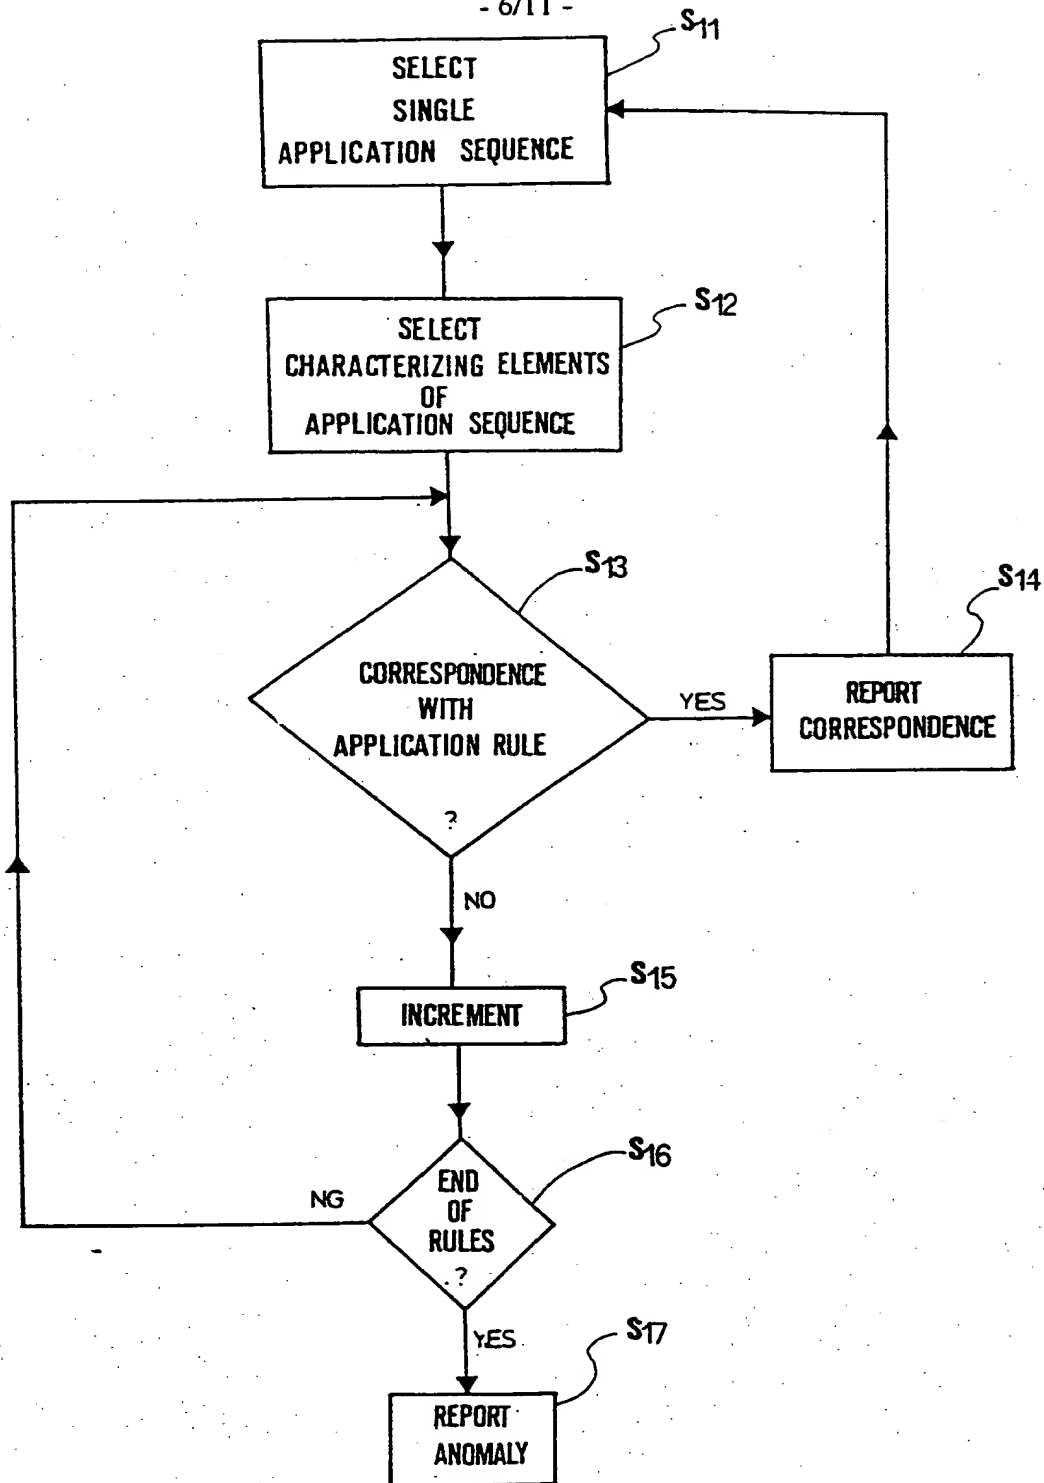 - 6/11 -
S11
SELECT
SINGLE
APPLICATION SEQUENCE
S12
SELECT
CHARACTERIZING ELEMENTS
OF
APPLICATION SEQUENCE
S13
CORRESPONDENCE
WITH
APPLICATION RULE
?
YES
S14
REPORT
CORRESPONDENCE
NO
S15
INCREMENT
S16
END
OF
RULES
?
NG
YES
S17
REPORT
ANOMALY